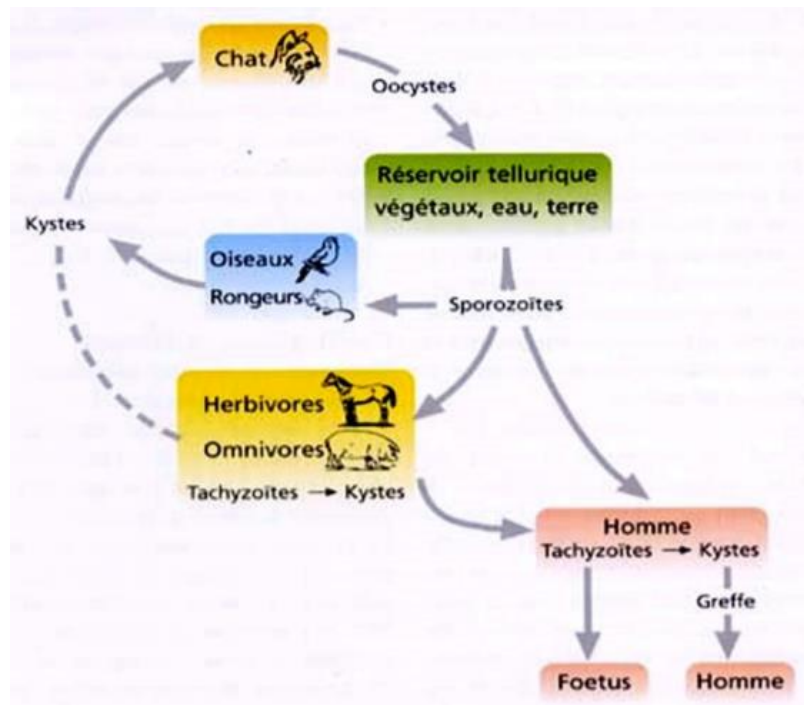 Chat
Oocystes
Réservoir tellurique
végétaux, eau, terre
Kystes
Oiseaux
Rongeurs
Sporozoïtes
Herbivores
Omnivores
Tachyzoïtes → Kystes
Homme
Tachyzoïtes → Kystes
Greffe
Foetus
Homme